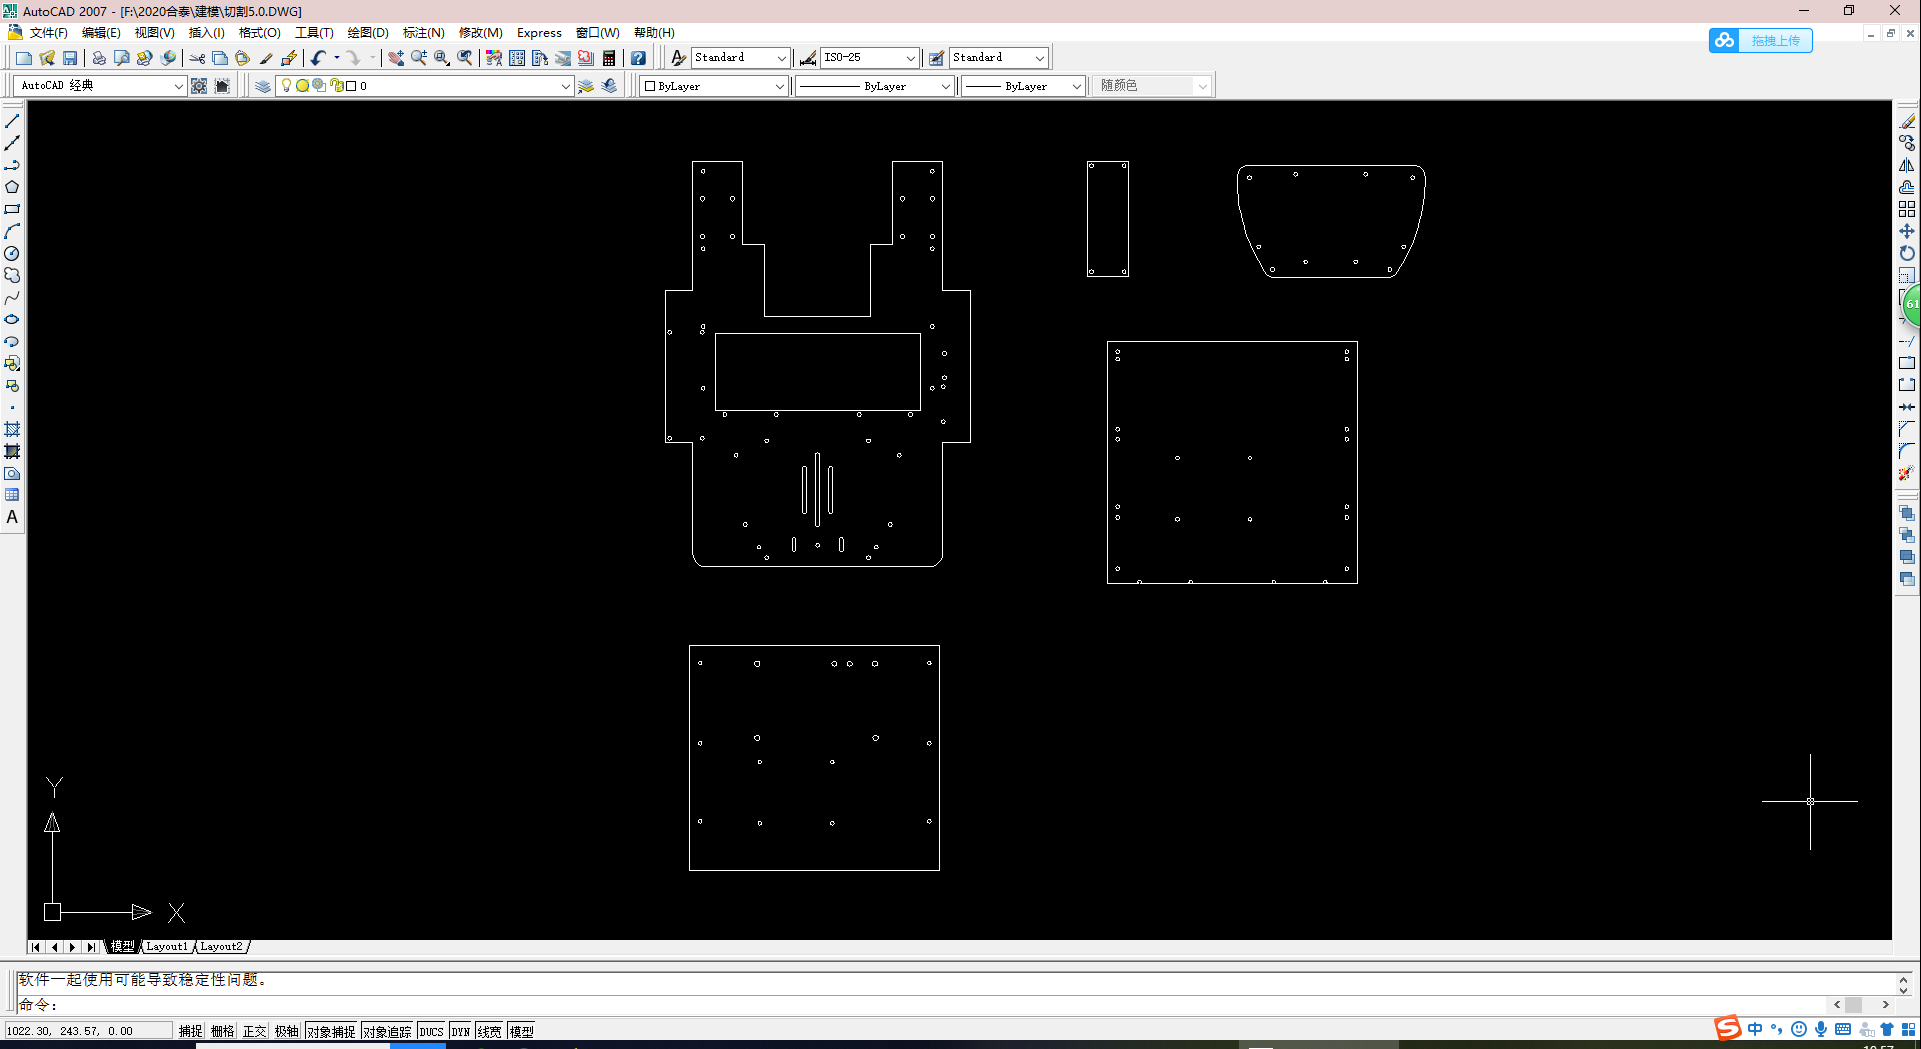 AutoCAD 2007 - [F:\2020合泰\建模\切割5.0.DWG]
文件(F) 编辑(E) 视图(V) 插入(I) 格式(O) 工具(T) 绘图(D) 标注(N) 修改(M) Express 窗口(W) 帮助(H)
拖拽上传
Standard ISO-25 Standard
AutoCAD 经典 0 ByLayer ByLayer ByLayer 随颜色
61
A
Y
X
模型 Layout1 Layout2
软件一起使用可能导致稳定性问题。
命令:
1022.30, 243.57, 0.00 捕捉 栅格 正交 极轴 对象捕捉 对象追踪 DUCS DYN 线宽 模型
S 中